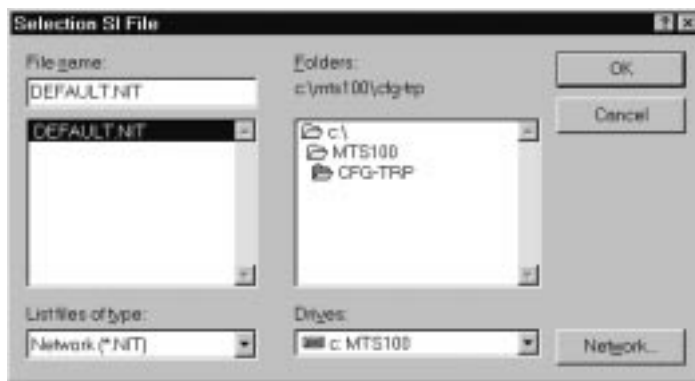 Selection SI File
File name:
DEFAULT.NIT
DEFAULT.NIT
List files of type:
Network (*.NIT)
Folders:
c:\mts100\cfg-trp
c:\
MTS100
CFG-TRP
Drives:
c: MTS100
OK
Cancel
Network...